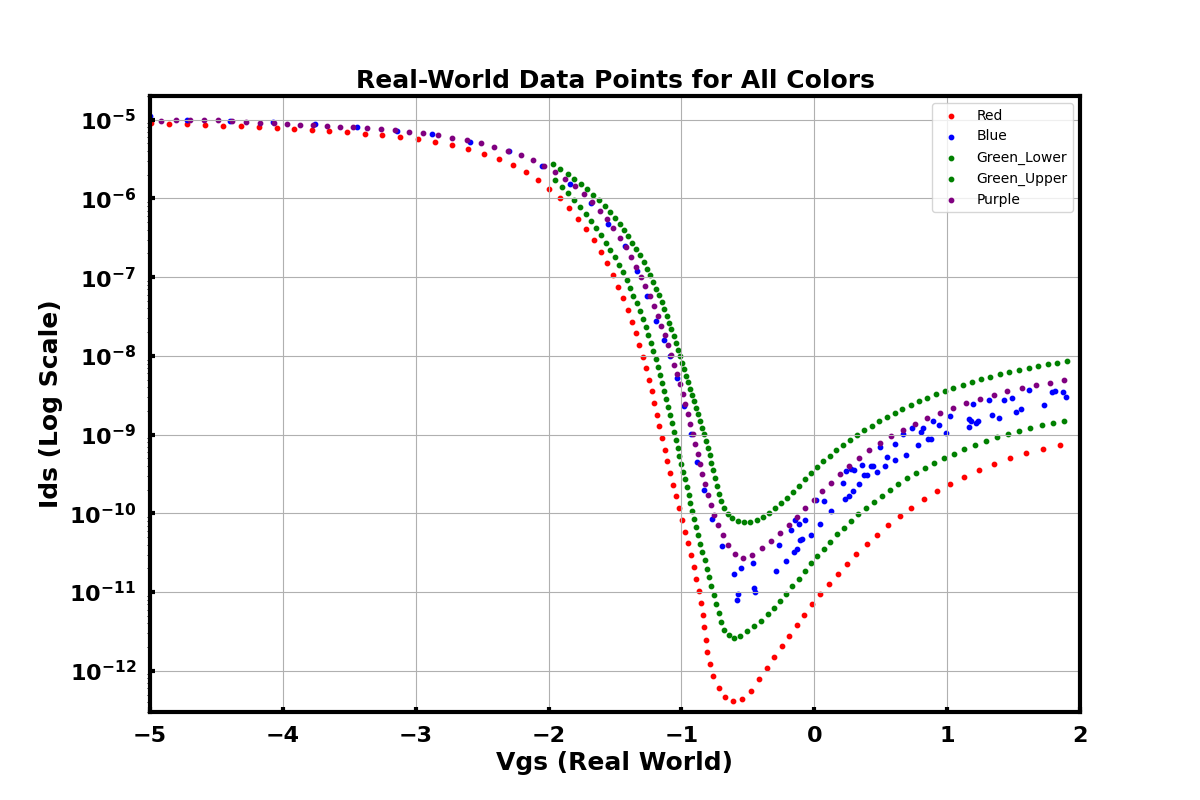 Real-World Data Points for All Colors
Ids (Log Scale)
10⁻⁵
10⁻⁶
10⁻⁷
10⁻⁸
10⁻⁹
10⁻¹⁰
10⁻¹¹
10⁻¹²
Red
Blue
Green_Lower
Green_Upper
Purple
−5 −4 −3 −2 −1 0 1 2
Vgs (Real World)